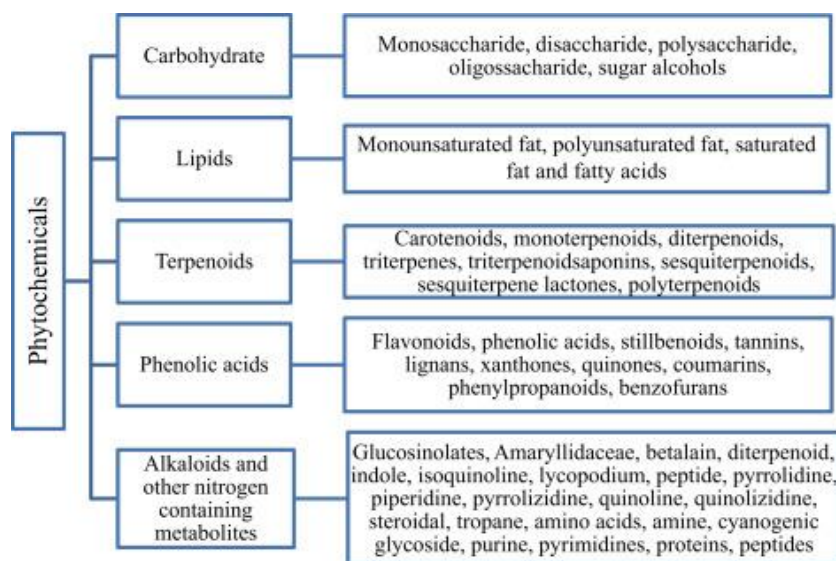 Phytochemicals
Carbohydrate
Monosaccharide, disaccharide, polysaccharide,
oligossacharide, sugar alcohols
Lipids
Monounsaturated fat, polyunsaturated fat, saturated
fat and fatty acids
Terpenoids
Carotenoids, monoterpenoids, diterpenoids,
triterpenes, triterpenoidsaponins, sesquiterpenoids,
sesquiterpene lactones, polyterpenoids
Phenolic acids
Flavonoids, phenolic acids, stillbenoids, tannins,
lignans, xanthones, quinones, coumarins,
phenylpropanoids, benzofurans
Alkaloids and
other nitrogen
containing
metabolites
Glucosinolates, Amaryllidaceae, betalain, diterpenoid,
indole, isoquinoline, lycopodium, peptide, pyrrolidine,
piperidine, pyrrolizidine, quinoline, quinolizidine,
steroidal, tropane, amino acids, amine, cyanogenic
glycoside, purine, pyrimidines, proteins, peptides